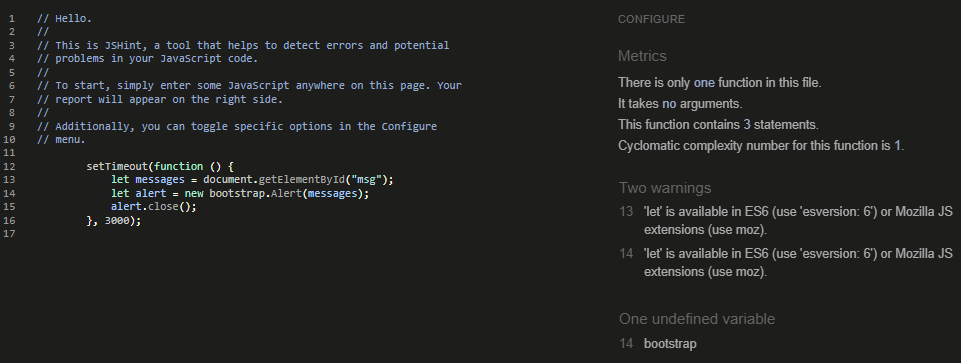 1 // Hello.
2 //
3 // This is JSHint, a tool that helps to detect errors and potential
4 // problems in your JavaScript code.
5 //
6 // To start, simply enter some JavaScript anywhere on this page. Your
7 // report will appear on the right side.
8 //
9 // Additionally, you can toggle specific options in the Configure
10 // menu.
11
12 setTimeout(function () {
13 let messages = document.getElementById("msg");
14 let alert = new bootstrap.Alert(messages);
15 alert.close();
16 }, 3000);
17
CONFIGURE
Metrics
There is only one function in this file.
It takes no arguments.
This function contains 3 statements.
Cyclomatic complexity number for this function is 1.
Two warnings
13 'let' is available in ES6 (use 'esversion: 6') or Mozilla JS
extensions (use moz).
14 'let' is available in ES6 (use 'esversion: 6') or Mozilla JS
extensions (use moz).
One undefined variable
14 bootstrap